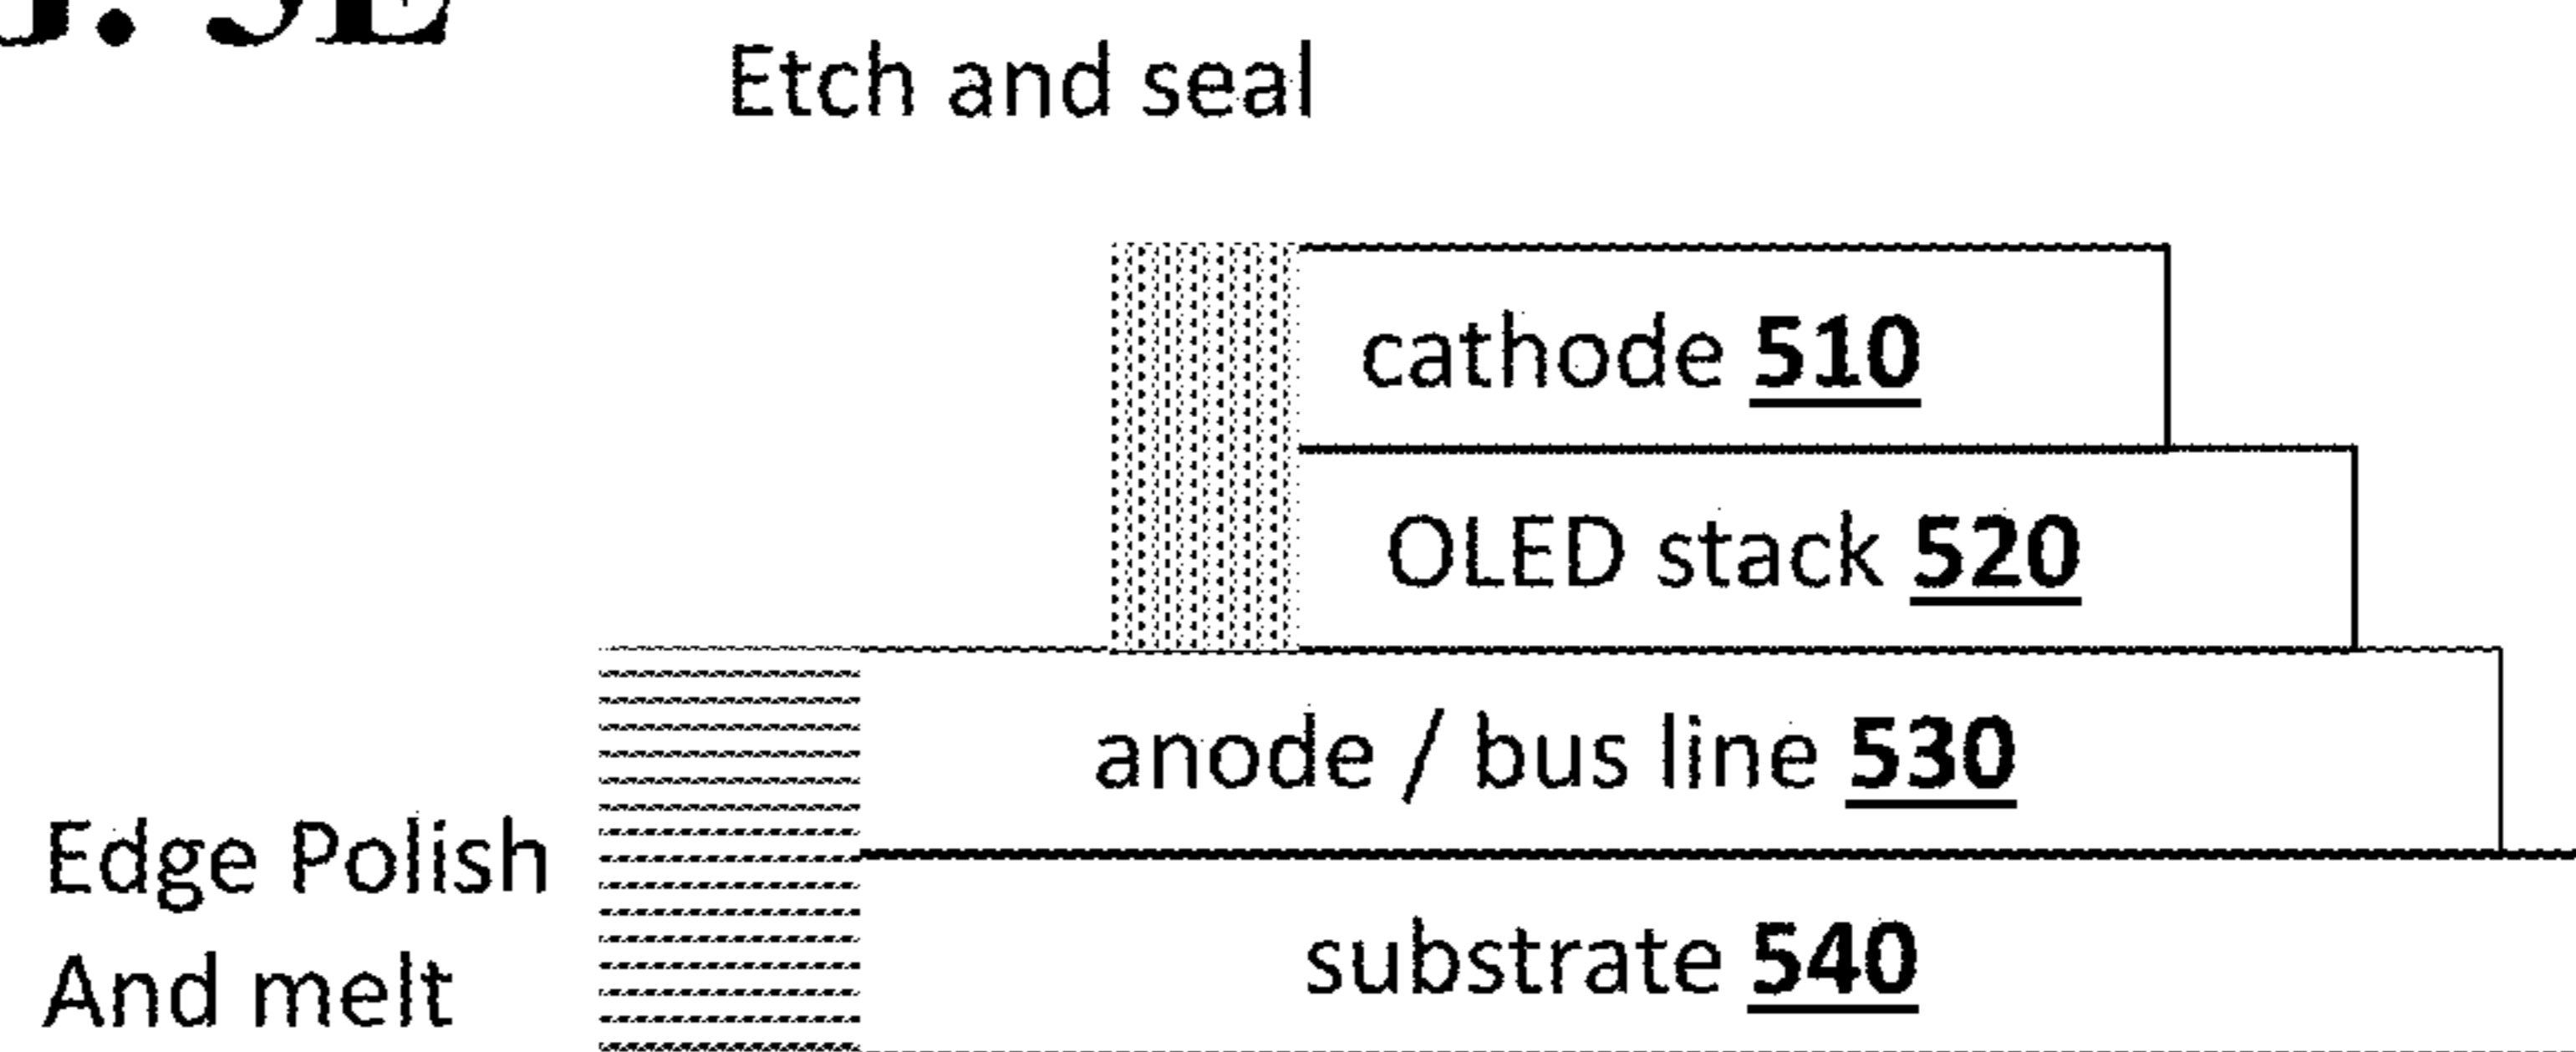 Etch and seal
cathode 510
OLED stack 520
anode / bus line 530
Edge Polish
And melt
substrate 540